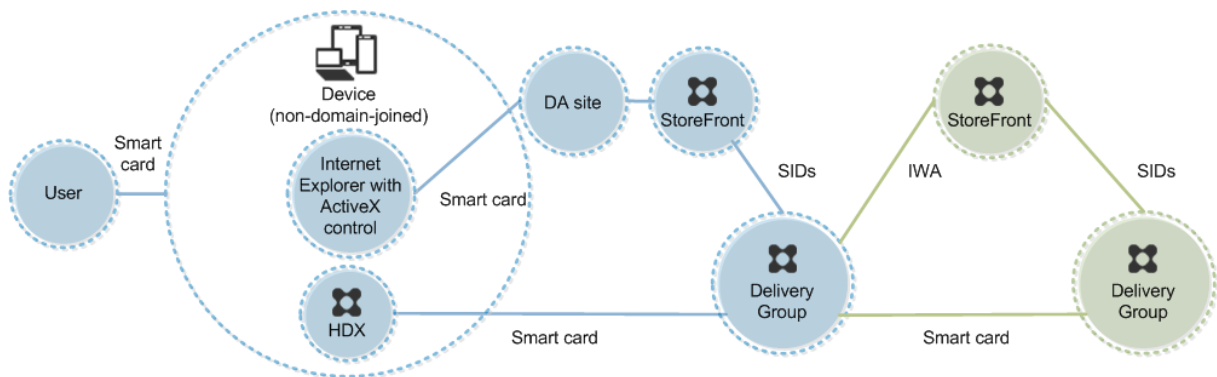 Device
(non-domain-joined)
User
Smart
card
Internet
Explorer with
ActiveX
control
HDX
Smart card
DA site
StoreFront
SIDs
Delivery
Group
Smart card
IWA
StoreFront
SIDs
Delivery
Group
Smart card